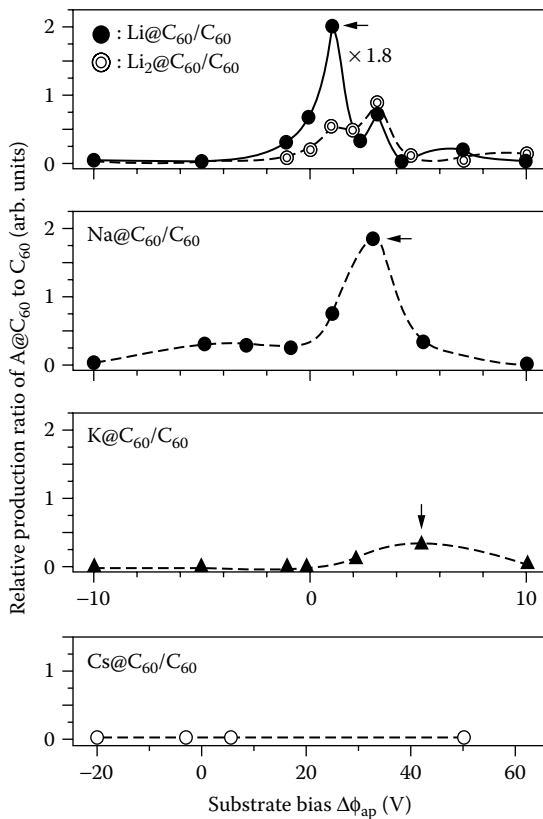 Relative production ratio of A@C₆₀ to C₆₀ (arb. units)
2
● : Li@C₆₀/C₆₀
◎ : Li₂@C₆₀/C₆₀
× 1.8
1
0
2
Na@C₆₀/C₆₀
1
0
2
K@C₆₀/C₆₀
1
0
−10 0 10
Cs@C₆₀/C₆₀
1
0
−20 0 20 40 60
Substrate bias Δϕap (V)